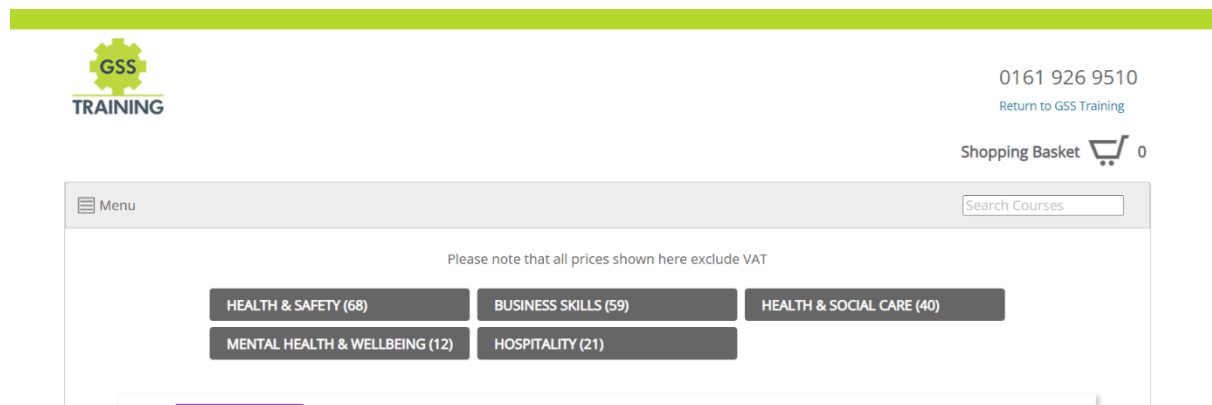 GSS
TRAINING
0161 926 9510
Return to GSS Training
Shopping Basket 0
Menu
Search Courses
Please note that all prices shown here exclude VAT
HEALTH & SAFETY (68)
BUSINESS SKILLS (59)
HEALTH & SOCIAL CARE (40)
MENTAL HEALTH & WELLBEING (12)
HOSPITALITY (21)